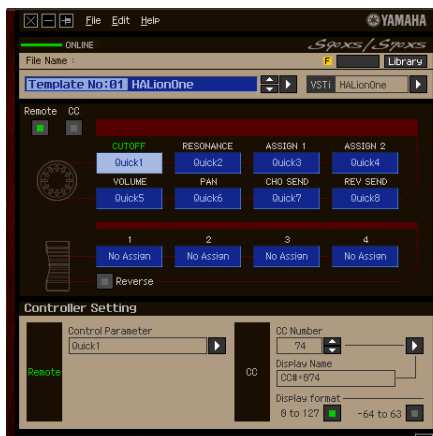 File Edit Help YAMAHA
ONLINE S90XS/S70XS
File Name : F Library
Template No:01 HALionOne VSTi HALionOne
Remote CC
CUTOFF RESONANCE ASSIGN 1 ASSIGN 2
Quick1 Quick2 Quick3 Quick4
VOLUME PAN CHO SEND REV SEND
Quick5 Quick6 Quick7 Quick8
1 2 3 4
No Assign No Assign No Assign No Assign
Reverse
Controller Setting
Control Parameter CC Number
Quick1 74
Remote CC
Display Name
CC#=074
Display format
0 to 127 -64 to 63